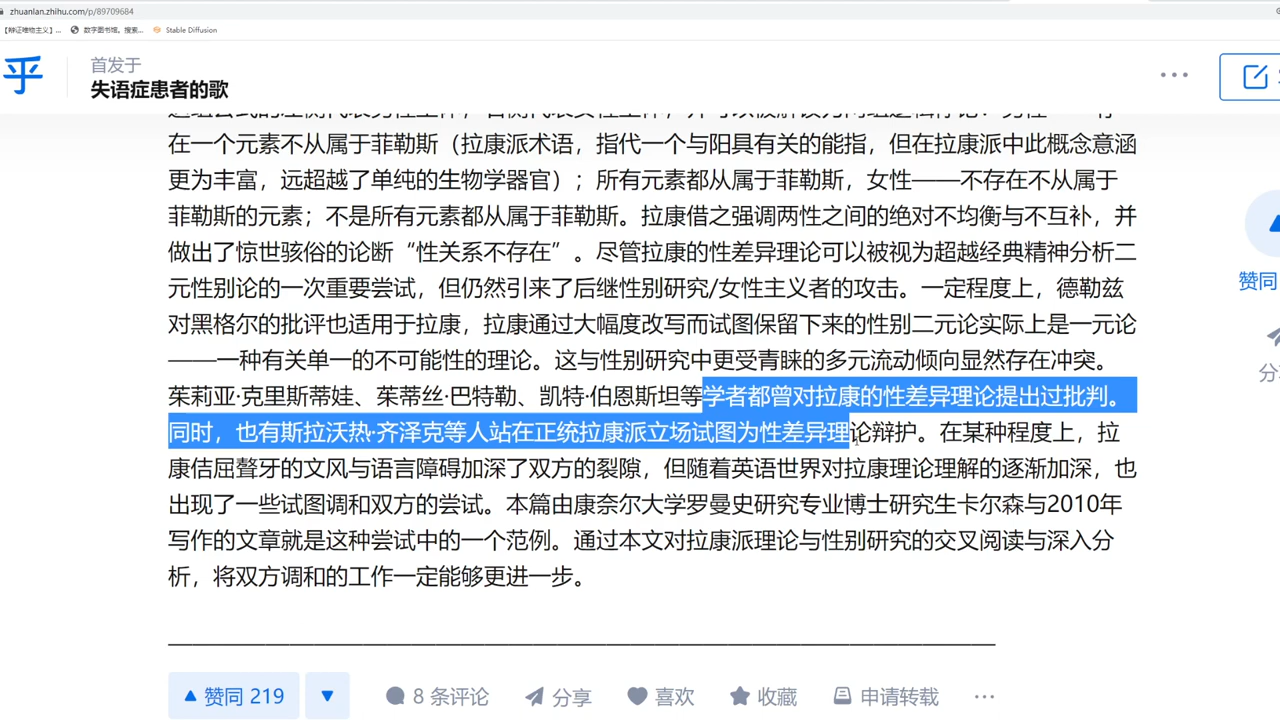 zhuanlan.zhihu.com/p/89709684
【辩证唯物主义】... 数字图书馆。搜索... Stable Diffusion
乎
首发于
失语症患者的歌
在一个元素不从属于菲勒斯（拉康派术语，指代一个与阳具有关的能指，但在拉康派中此概念意涵
更为丰富，远超越了单纯的生物学器官）；所有元素都从属于菲勒斯，女性——不存在不从属于
菲勒斯的元素；不是所有元素都从属于菲勒斯。拉康借之强调两性之间的绝对不均衡与不互补，并
做出了惊世骇俗的论断“性关系不存在”。尽管拉康的性差异理论可以被视为超越经典精神分析二
元性别论的一次重要尝试，但仍然引来了后继性别研究/女性主义者的攻击。一定程度上，德勒兹
对黑格尔的批评也适用于拉康，拉康通过大幅度改写而试图保留下来的性别二元论实际上是一元论
——一种有关单一的不可能性的理论。这与性别研究中更受青睐的多元流动倾向显然存在冲突。
茱莉亚·克里斯蒂娃、茱蒂丝·巴特勒、凯特·伯恩斯坦等学者都曾对拉康的性差异理论提出过批判。
同时，也有斯拉沃热·齐泽克等人站在正统拉康派立场试图为性差异理论辩护。在某种程度上，拉
康佶屈聱牙的文风与语言障碍加深了双方的裂隙，但随着英语世界对拉康理论理解的逐渐加深，也
出现了一些试图调和双方的尝试。本篇由康奈尔大学罗曼史研究专业博士研究生卡尔森与2010年
写作的文章就是这种尝试中的一个范例。通过本文对拉康派理论与性别研究的交叉阅读与深入分
析，将双方调和的工作一定能够更进一步。
赞同
赞同 219 8 条评论 分享 喜欢 收藏 申请转载